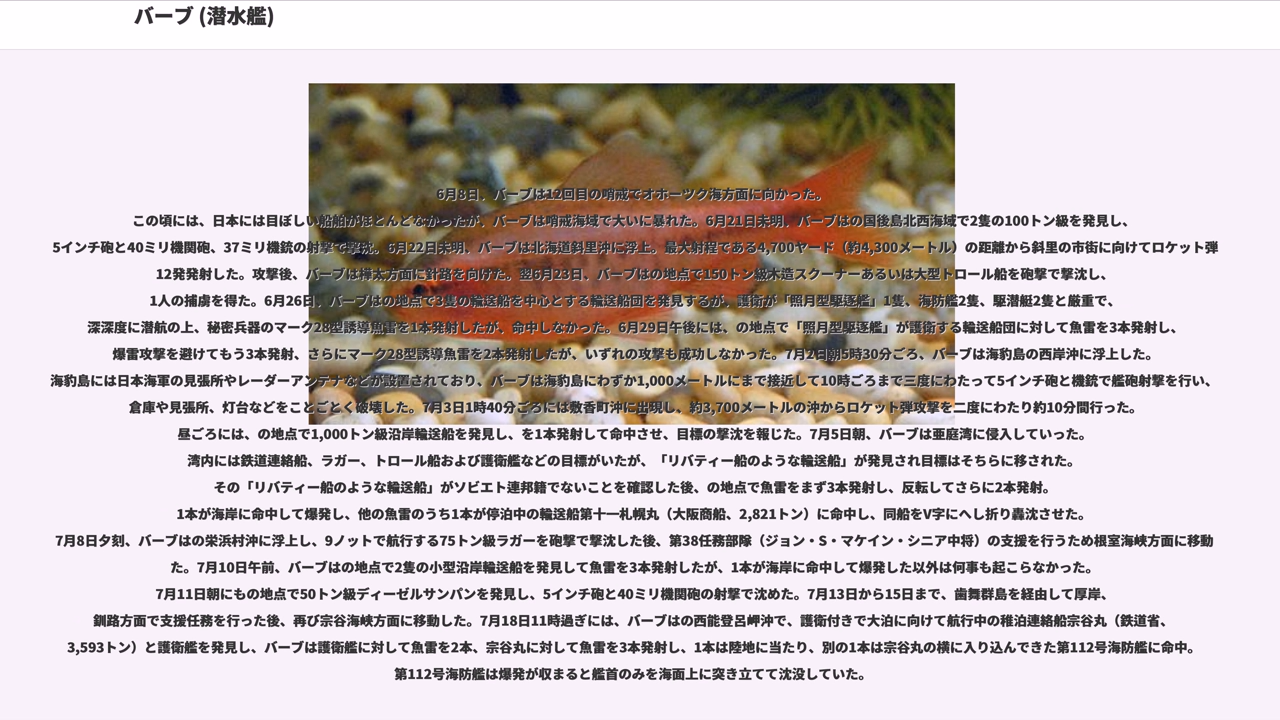 バーブ (潜水艦)
6月8日、バーブは12回目の哨戒でオホーツク海方面に向かった。
この頃には、日本には目ぼしい船舶がほとんどなかったが、バーブは哨戒海域で大いに暴れた。6月21日未明、バーブはの国後島北西海域で2隻の100トン級を発見し、
5インチ砲と40ミリ機関砲、37ミリ機銃の射撃で撃沈。6月22日未明、バーブは北海道斜里沖に浮上。最大射程である4,700ヤード（約4,300メートル）の距離から斜里の市街に向けてロケット弾
12発発射した。攻撃後、バーブは樺太方面に針路を向けた。翌6月23日、バーブはの地点で150トン級木造スクーナーあるいは大型トロール船を砲撃で撃沈し、
1人の捕虜を得た。6月26日、バーブはの地点で3隻の輸送船を中心とする輸送船団を発見するが、護衛が「照月型駆逐艦」1隻、海防艦2隻、駆潜艇2隻と厳重で、
深深度に潜航の上、秘密兵器のマーク28型誘導魚雷を1本発射したが、命中しなかった。6月29日午後には、の地点で「照月型駆逐艦」が護衛する輸送船団に対して魚雷を3本発射し、
爆雷攻撃を避けてもう3本発射、さらにマーク28型誘導魚雷を2本発射したが、いずれの攻撃も成功しなかった。7月2日朝5時30分ごろ、バーブは海豹島の西岸沖に浮上した。
海豹島には日本海軍の見張所やレーダーアンテナなどが設置されており、バーブは海豹島にわずか1,000メートルにまで接近して10時ごろまで三度にわたって5インチ砲と機銃で艦砲射撃を行い、
倉庫や見張所、灯台などをことごとく破壊した。7月3日1時40分ごろには敷香町沖に出現し、約3,700メートルの沖からロケット弾攻撃を二度にわたり約10分間行った。
昼ごろには、の地点で1,000トン級沿岸輸送船を発見し、を1本発射して命中させ、目標の撃沈を報じた。7月5日朝、バーブは亜庭湾に侵入していった。
湾内には鉄道連絡船、ラガー、トロール船および護衛艦などの目標がいたが、「リバティー船のような輸送船」が発見され目標はそちらに移された。
その「リバティー船のような輸送船」がソビエト連邦籍でないことを確認した後、の地点で魚雷をまず3本発射し、反転してさらに2本発射。
1本が海岸に命中して爆発し、他の魚雷のうち1本が停泊中の輸送船第十一札幌丸（大阪商船、2,821トン）に命中し、同船をV字にへし折り轟沈させた。
7月8日夕刻、バーブはの栄浜村沖に浮上し、9ノットで航行する75トン級ラガーを砲撃で撃沈した後、第38任務部隊（ジョン・S・マケイン・シニア中将）の支援を行うため根室海峡方面に移動
た。7月10日午前、バーブはの地点で2隻の小型沿岸輸送船を発見して魚雷を3本発射したが、1本が海岸に命中して爆発した以外は何事も起こらなかった。
7月11日朝にもの地点で50トン級ディーゼルサンパンを発見し、5インチ砲と40ミリ機関砲の射撃で沈めた。7月13日から15日まで、歯舞群島を経由して厚岸、
釧路方面で支援任務を行った後、再び宗谷海峡方面に移動した。7月18日11時過ぎには、バーブはの西能登呂岬沖で、護衛付きで大泊に向けて航行中の稚泊連絡船宗谷丸（鉄道省、
3,593トン）と護衛艦を発見し、バーブは護衛艦に対して魚雷を2本、宗谷丸に対して魚雷を3本発射し、1本は陸地に当たり、別の1本は宗谷丸の横に入り込んできた第112号海防艦に命中。
第112号海防艦は爆発が収まると艦首のみを海面上に突き立てて沈没していた。